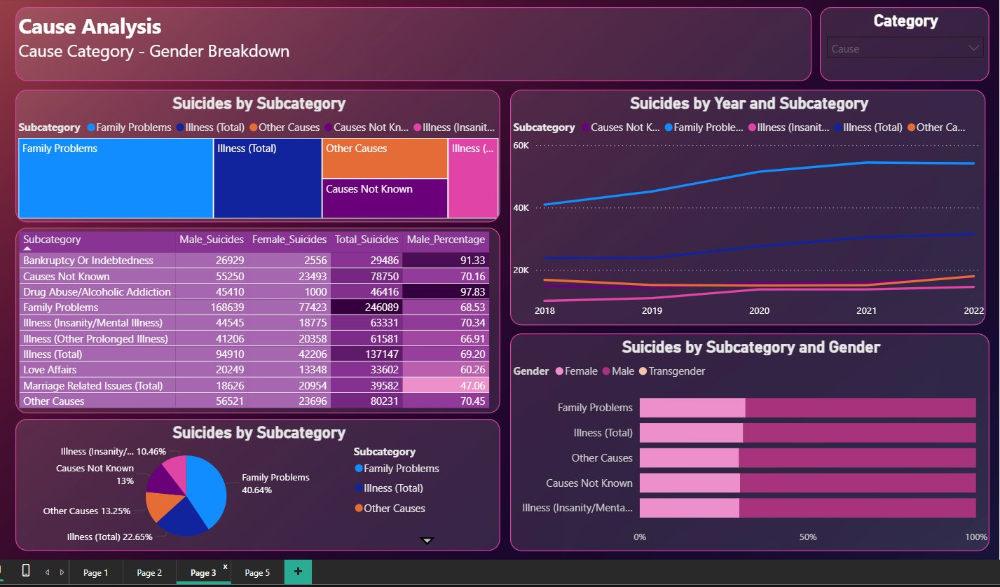 Cause Analysis
Cause Category - Gender Breakdown
Category
Cause
Suicides by Subcategory
Subcategory Family Problems Illness (Total) Other Causes Causes Not Kn... Illness (Insanit...
Family Problems
Illness (Total)
Other Causes
Illness (...
Causes Not Known
Subcategory Male_Suicides Female_Suicides Total_Suicides Male_Percentage
Bankruptcy Or Indebtedness 26929 2556 29486 91.33
Causes Not Known 55250 23493 78750 70.16
Drug Abuse/Alcoholic Addiction 45410 1000 46416 97.83
Family Problems 168639 77423 246089 68.53
Illness (Insanity/Mental Illness) 44545 18775 63331 70.34
Illness (Other Prolonged Illness) 41206 20358 61581 66.91
Illness (Total) 94910 42206 137147 69.20
Love Affairs 20249 13348 33602 60.26
Marriage Related Issues (Total) 18626 20954 39582 47.06
Other Causes 56521 23696 80231 70.45
Suicides by Subcategory
Illness (Insanity/... 10.46%
Causes Not Known
13%
Other Causes 13.25%
Illness (Total) 22.65%
Family Problems
40.64%
Subcategory
Family Problems
Illness (Total)
Other Causes
Suicides by Year and Subcategory
Subcategory Causes Not K... Family Proble... Illness (Insanit... Illness (Total) Other Ca...
60K
40K
20K
2018 2019 2020 2021 2022
Suicides by Subcategory and Gender
Gender Female Male Transgender
Family Problems
Illness (Total)
Other Causes
Causes Not Known
Illness (Insanity/Menta...
0% 50% 100%
Page 1 Page 2 Page 3 x Page 5 +